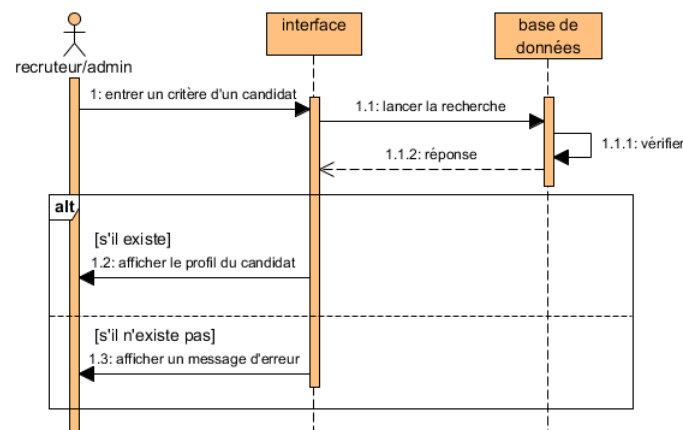 recruteur/admin
interface
base de
données
1: entrer un critère d'un candidat
1.1: lancer la recherche
1.1.1: vérifier
1.1.2: réponse
alt
[s'il existe]
1.2: afficher le profil du candidat
[s'il n'existe pas]
1.3: afficher un message d'erreur